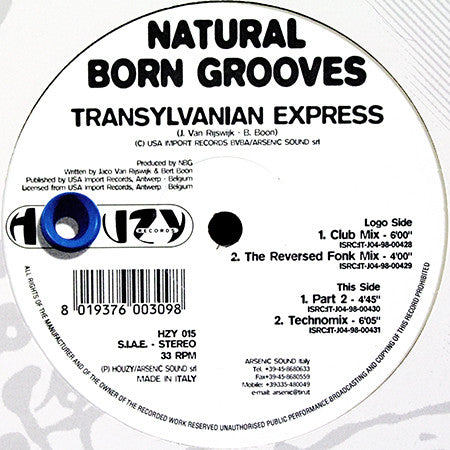 NATURAL
BORN GROOVES
TRANSYLVANIAN EXPRESS
(J. Van Rijswijk - B. Boon)
(C) USA IMPORT RECORDS BVBA/ARSENIC SOUND srl
Produced by NBG
Written by Jaco Van Rijswijk & Bert Boon
Published by USA Import Records, Antwerp - Belgium
Licensed from USA Import Records, Antwerp - Belgium
HOUZY
RECORDS
Logo Side
1. Club Mix - 6'00"
ISRC:IT-J04-98-00428
2. The Reversed Fonk Mix - 4'00"
ISRC:IT-J04-98-00429
This Side
1. Part 2 - 4'45"
ISRC:IT-J04-98-00430
2. Technomix - 6'05"
ISRC:IT-J04-98-00431
8 019376 003098
HZY 015
S.I.A.E. - STEREO
33 RPM
(P) HOUZY/ARSENIC SOUND srl
MADE IN ITALY
ARSENIC SOUND Italy
Tel. +39-45-8680633
Fax +39-45-8680559
Mobile: +39335-480049
e-mail: arsenic@tin.it
ALL RIGHTS OF THE MANUFACTURER AND OF THE OWNER OF THE RECORDED WORK RESERVED UNAUTHORISED PUBLIC PERFORMANCE BROADCASTING AND COPYING OF THIS RECORD PROHIBITED